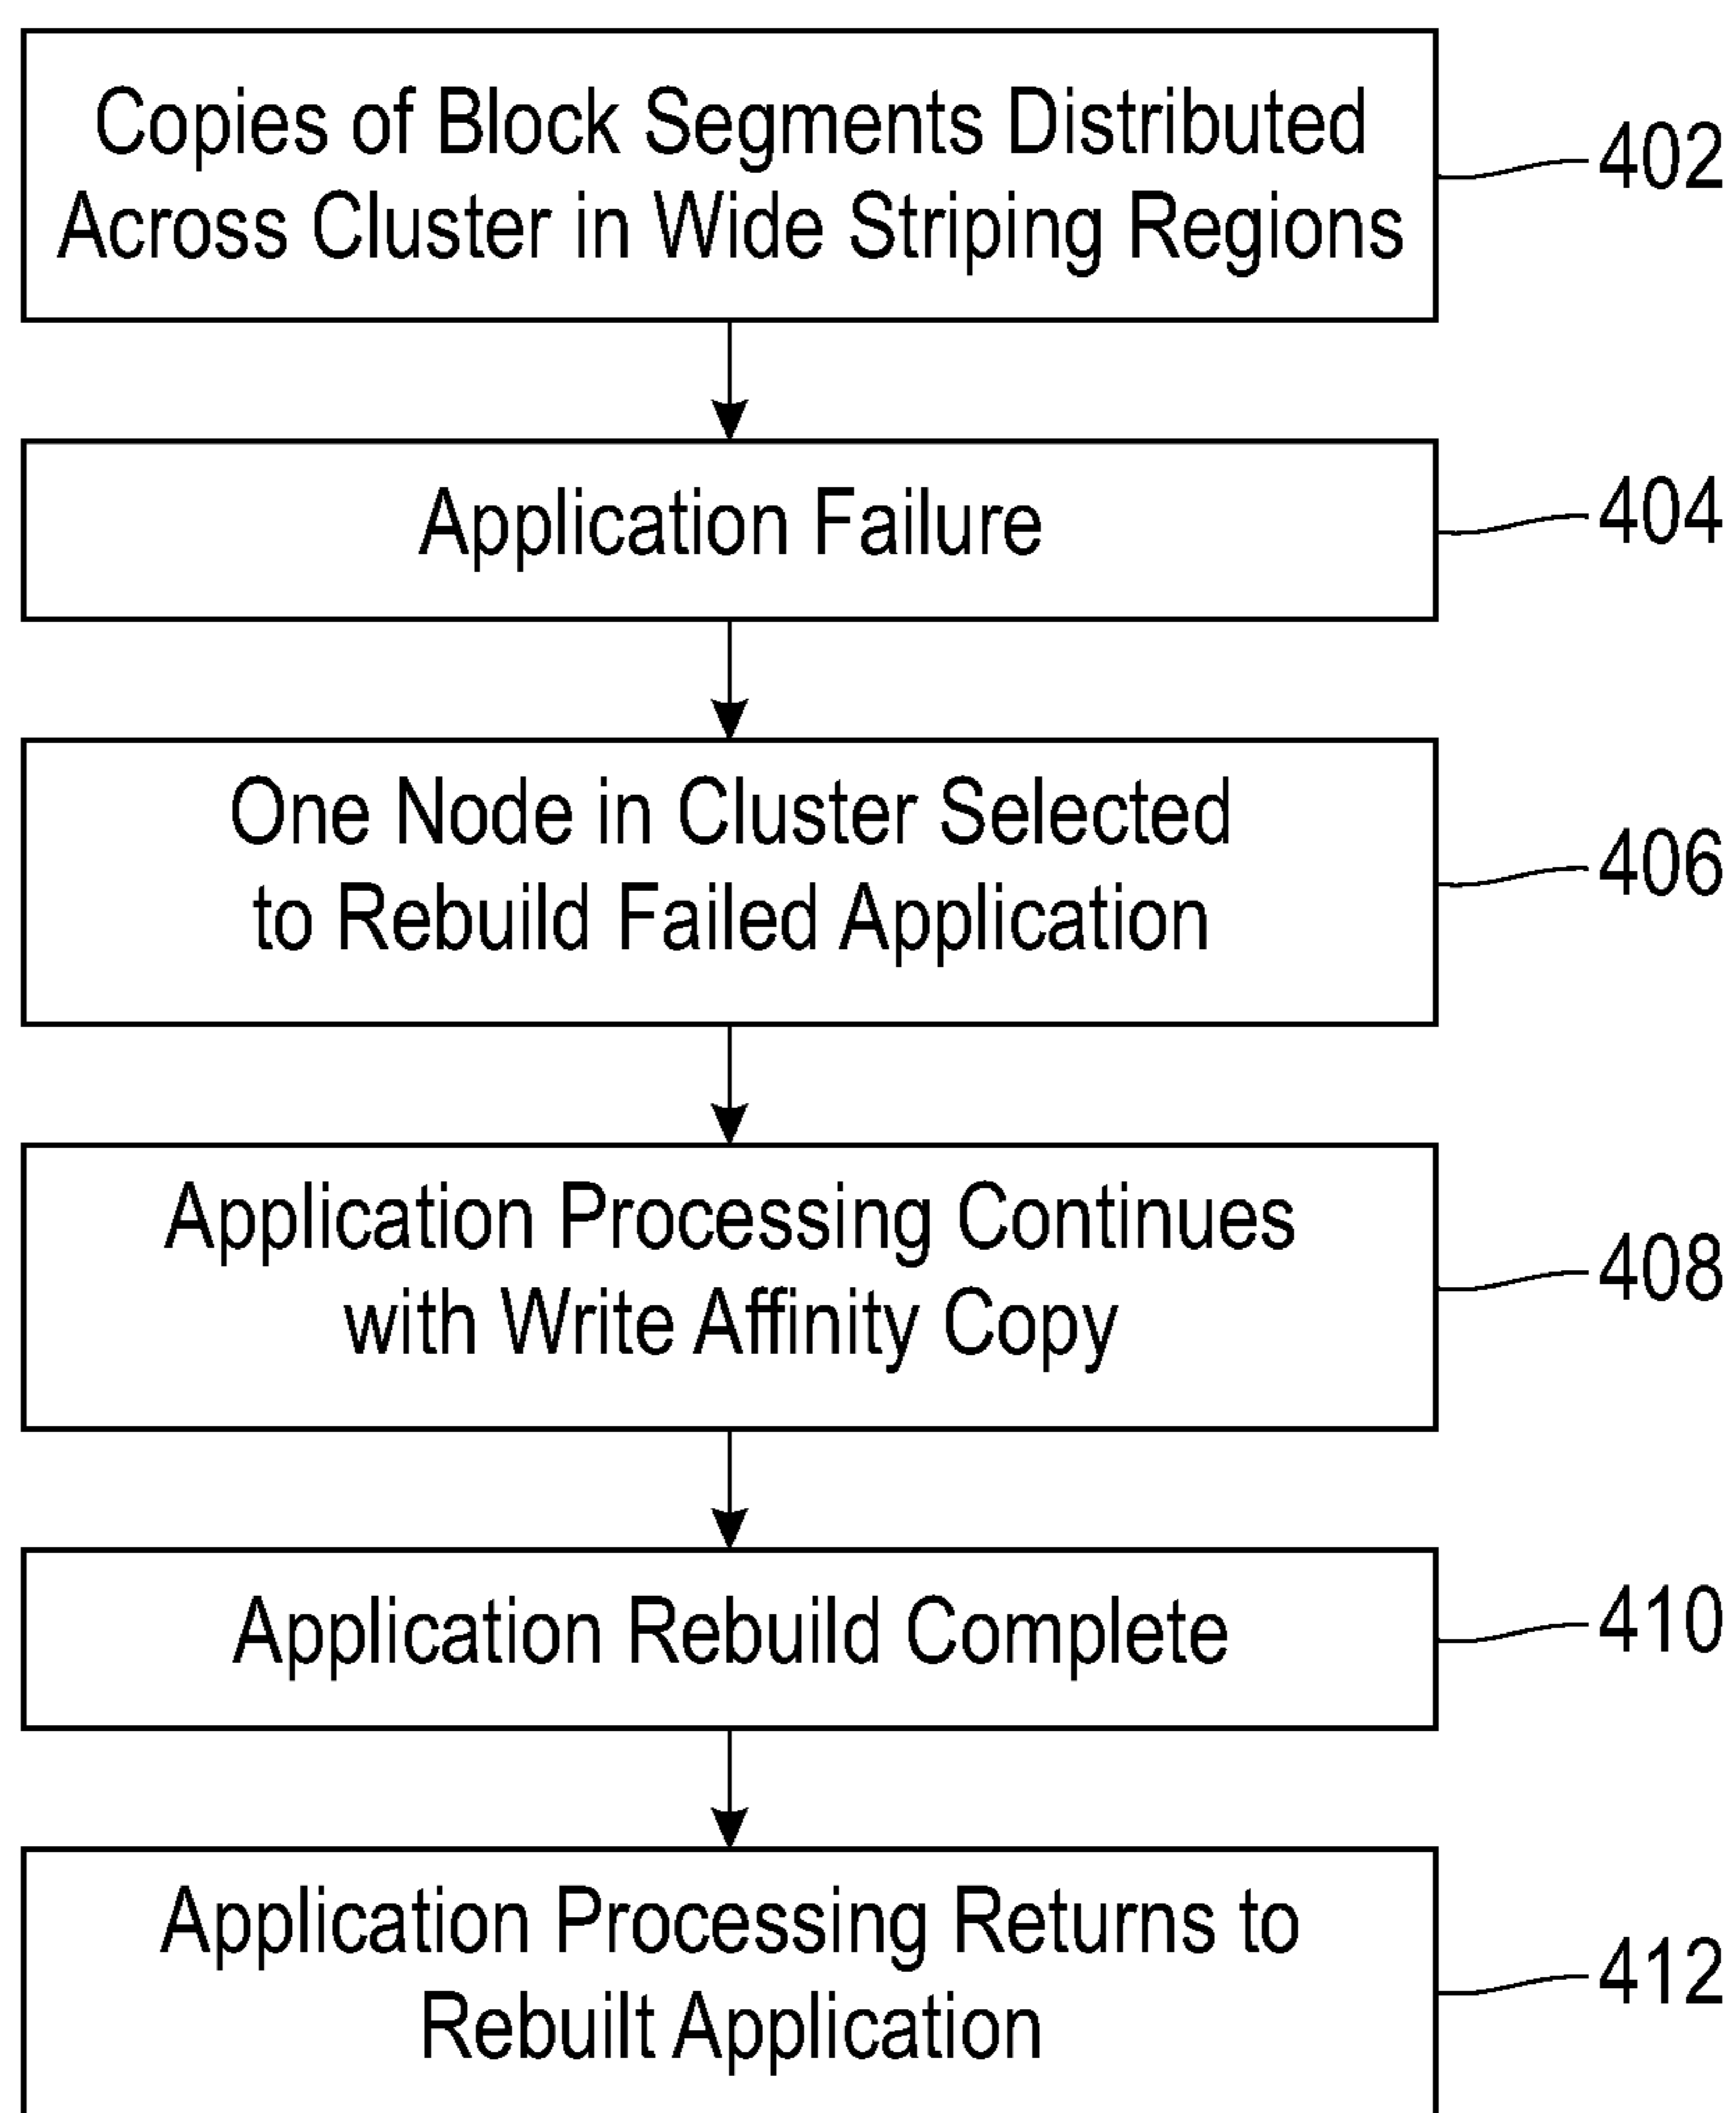 Copies of Block Segments Distributed
Across Cluster in Wide Striping Regions
402
Application Failure
404
One Node in Cluster Selected
to Rebuild Failed Application
406
Application Processing Continues
with Write Affinity Copy
408
Application Rebuild Complete
410
Application Processing Returns to
Rebuilt Application
412